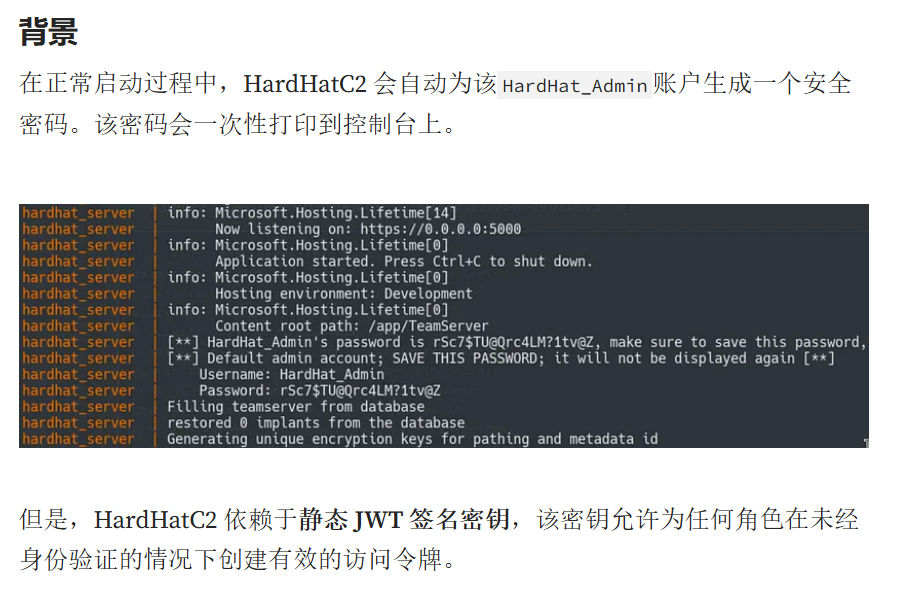 背景
在正常启动过程中，HardHatC2 会自动为该 HardHat_Admin 账户生成一个安全
密码。该密码会一次性打印到控制台上。
hardhat_server | info: Microsoft.Hosting.Lifetime[14]
hardhat_server | Now listening on: https://0.0.0.0:5000
hardhat_server | info: Microsoft.Hosting.Lifetime[0]
hardhat_server | Application started. Press Ctrl+C to shut down.
hardhat_server | info: Microsoft.Hosting.Lifetime[0]
hardhat_server | Hosting environment: Development
hardhat_server | info: Microsoft.Hosting.Lifetime[0]
hardhat_server | Content root path: /app/TeamServer
hardhat_server | [**] HardHat_Admin's password is rSc7$TU@Qrc4LM?1tv@Z, make sure to save this password,
hardhat_server | [**] Default admin account; SAVE THIS PASSWORD; it will not be displayed again [**]
hardhat_server | Username: HardHat_Admin
hardhat_server | Password: rSc7$TU@Qrc4LM?1tv@Z
hardhat_server | Filling teamserver from database
hardhat_server | restored 0 implants from the database
hardhat_server | Generating unique encryption keys for pathing and metadata id
但是，HardHatC2 依赖于静态 JWT 签名密钥，该密钥允许为任何角色在未经
身份验证的情况下创建有效的访问令牌。